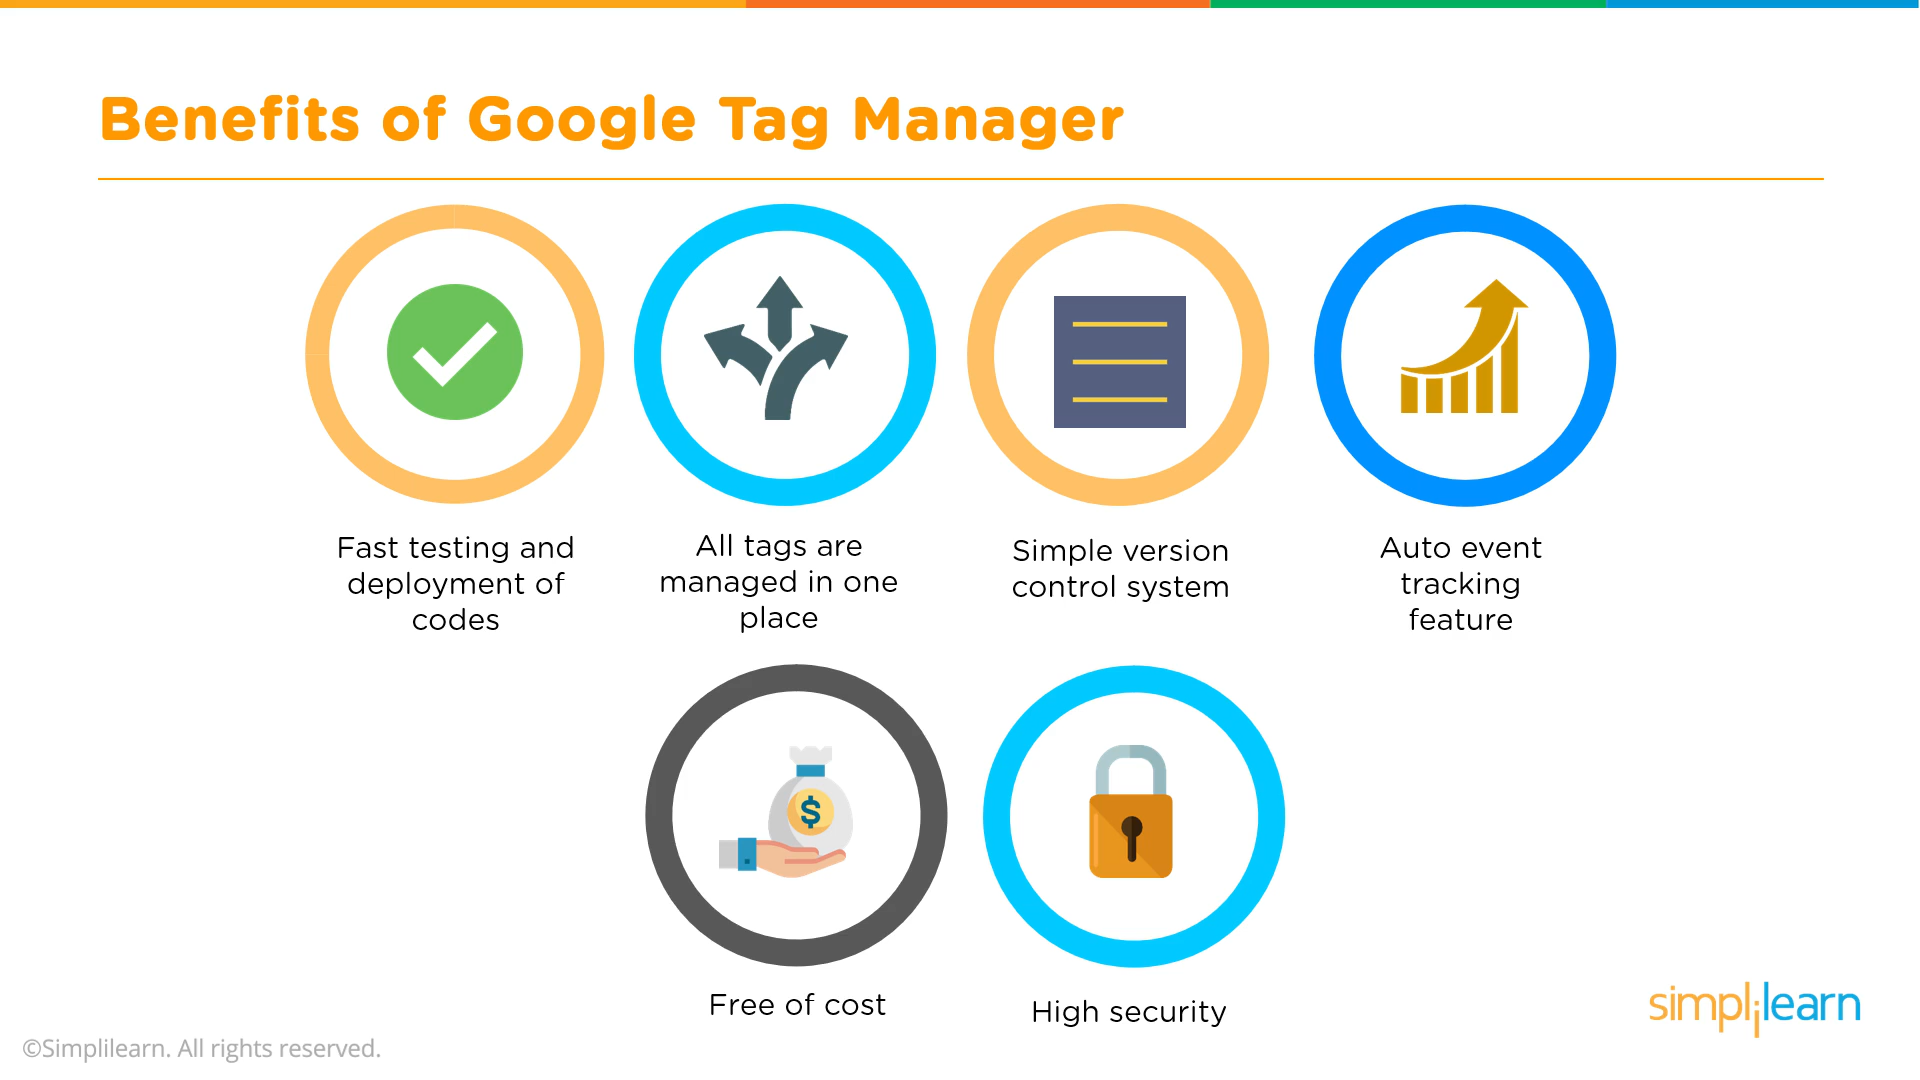 Benefits of Google Tag Manager
Fast testing and
deployment of
codes
All tags are
managed in one
place
Simple version
control system
Auto event
tracking
feature
$
Free of cost
High security
simplilearn
©Simplilearn. All rights reserved.